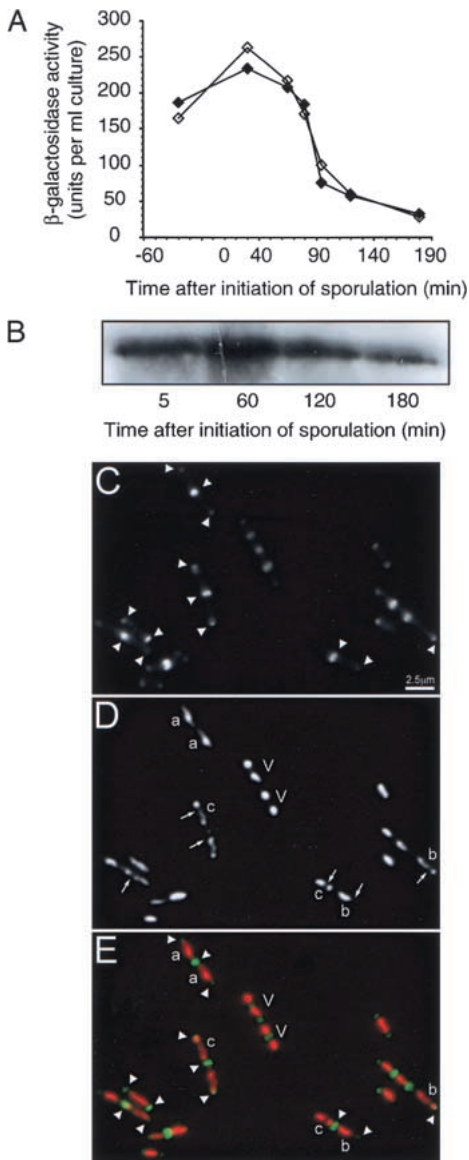 A
β-galactosidase activity
(units per ml culture)
300
250
200
150
100
50
0
-60
-10
40
90
140
190
Time after initiation of sporulation (min)
B
5
60
120
180
Time after initiation of sporulation (min)
C
2.5μm
D
a
a
V
V
c
c
b
b
E
a
a
V
V
c
c
b
b